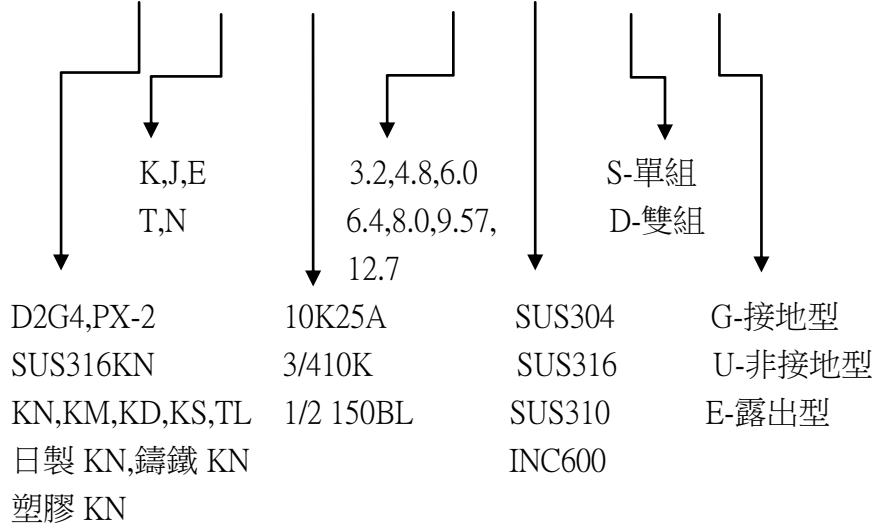 K,J,E 3.2,4.8,6.0 S-單組
T,N 6.4,8.0,9.57, D-雙組
12.7
D2G4,PX-2 10K25A SUS304 G-接地型
SUS316KN 3/410K SUS316 U-非接地型
KN,KM,KD,KS,TL 1/2 150BL SUS310 E-露出型
日製 KN,鑄鐵 KN INC600
塑膠 KN